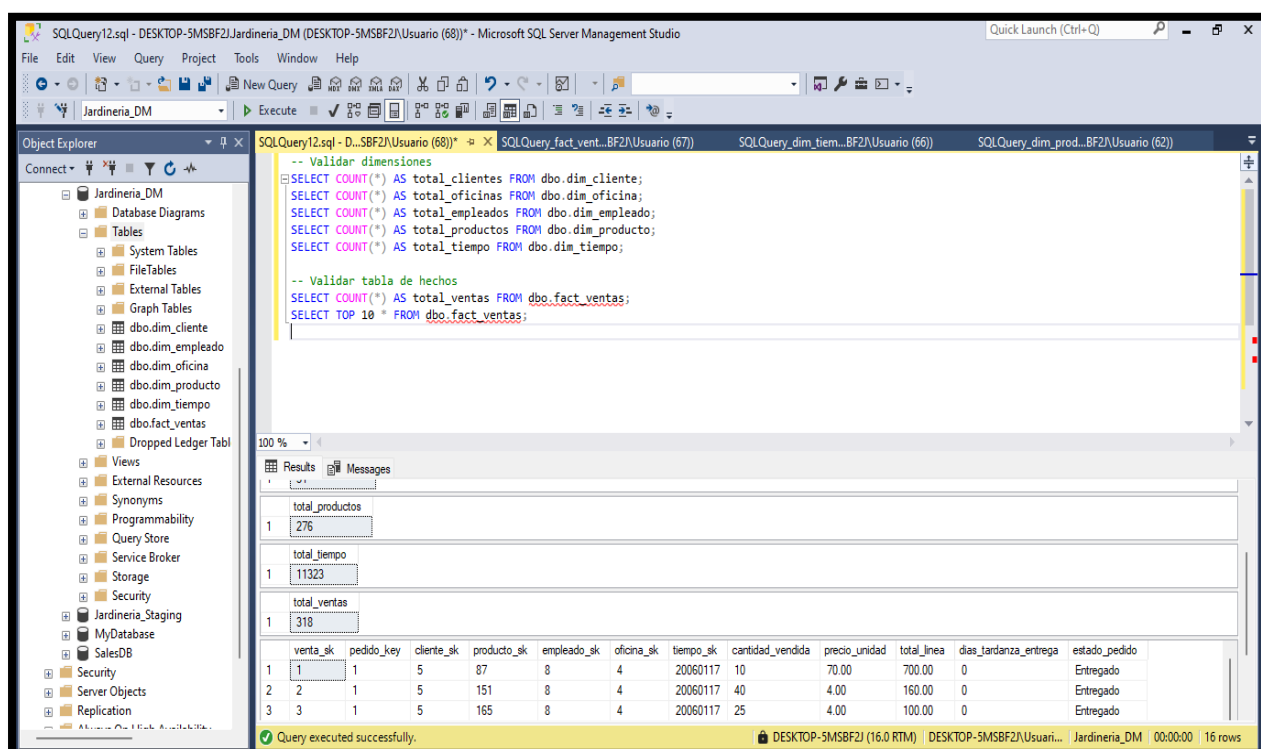 SQLQuery12.sql - DESKTOP-5MSBF2J.Jardineria_DM (DESKTOP-5MSBF2J\Usuario (68))* - Microsoft SQL Server Management Studio
Quick Launch (Ctrl+Q)
File Edit View Query Project Tools Window Help
New Query
Jardineria_DM
Execute
Object Explorer
Connect
Jardineria_DM
Database Diagrams
Tables
System Tables
FileTables
External Tables
Graph Tables
dbo.dim_cliente
dbo.dim_empleado
dbo.dim_oficina
dbo.dim_producto
dbo.dim_tiempo
dbo.fact_ventas
Dropped Ledger Tabl
Views
External Resources
Synonyms
Programmability
Query Store
Service Broker
Storage
Security
Jardineria_Staging
MyDatabase
SalesDB
Security
Server Objects
Replication
Always On High Availability
SQLQuery12.sql - D...SBF2J\Usuario (68))* SQLQuery_fact_vent...BF2J\Usuario (67)) SQLQuery_dim_tiem...BF2J\Usuario (66)) SQLQuery_dim_prod...BF2J\Usuario (62))
-- Validar dimensiones
SELECT COUNT(*) AS total_clientes FROM dbo.dim_cliente;
SELECT COUNT(*) AS total_oficinas FROM dbo.dim_oficina;
SELECT COUNT(*) AS total_empleados FROM dbo.dim_empleado;
SELECT COUNT(*) AS total_productos FROM dbo.dim_producto;
SELECT COUNT(*) AS total_tiempo FROM dbo.dim_tiempo;
-- Validar tabla de hechos
SELECT COUNT(*) AS total_ventas FROM dbo.fact_ventas;
SELECT TOP 10 * FROM dbo.fact_ventas;
100 %
Results Messages
total_productos
1 276
total_tiempo
1 11323
total_ventas
1 318
venta_sk pedido_key cliente_sk producto_sk empleado_sk oficina_sk tiempo_sk cantidad_vendida precio_unidad total_linea dias_tardanza_entrega estado_pedido
1 1 1 5 87 8 4 20060117 10 70.00 700.00 0 Entregado
2 2 1 5 151 8 4 20060117 40 4.00 160.00 0 Entregado
3 3 1 5 165 8 4 20060117 25 4.00 100.00 0 Entregado
Query executed successfully. DESKTOP-5MSBF2J (16.0 RTM) DESKTOP-5MSBF2J\Usuari... Jardineria_DM 00:00:00 16 rows